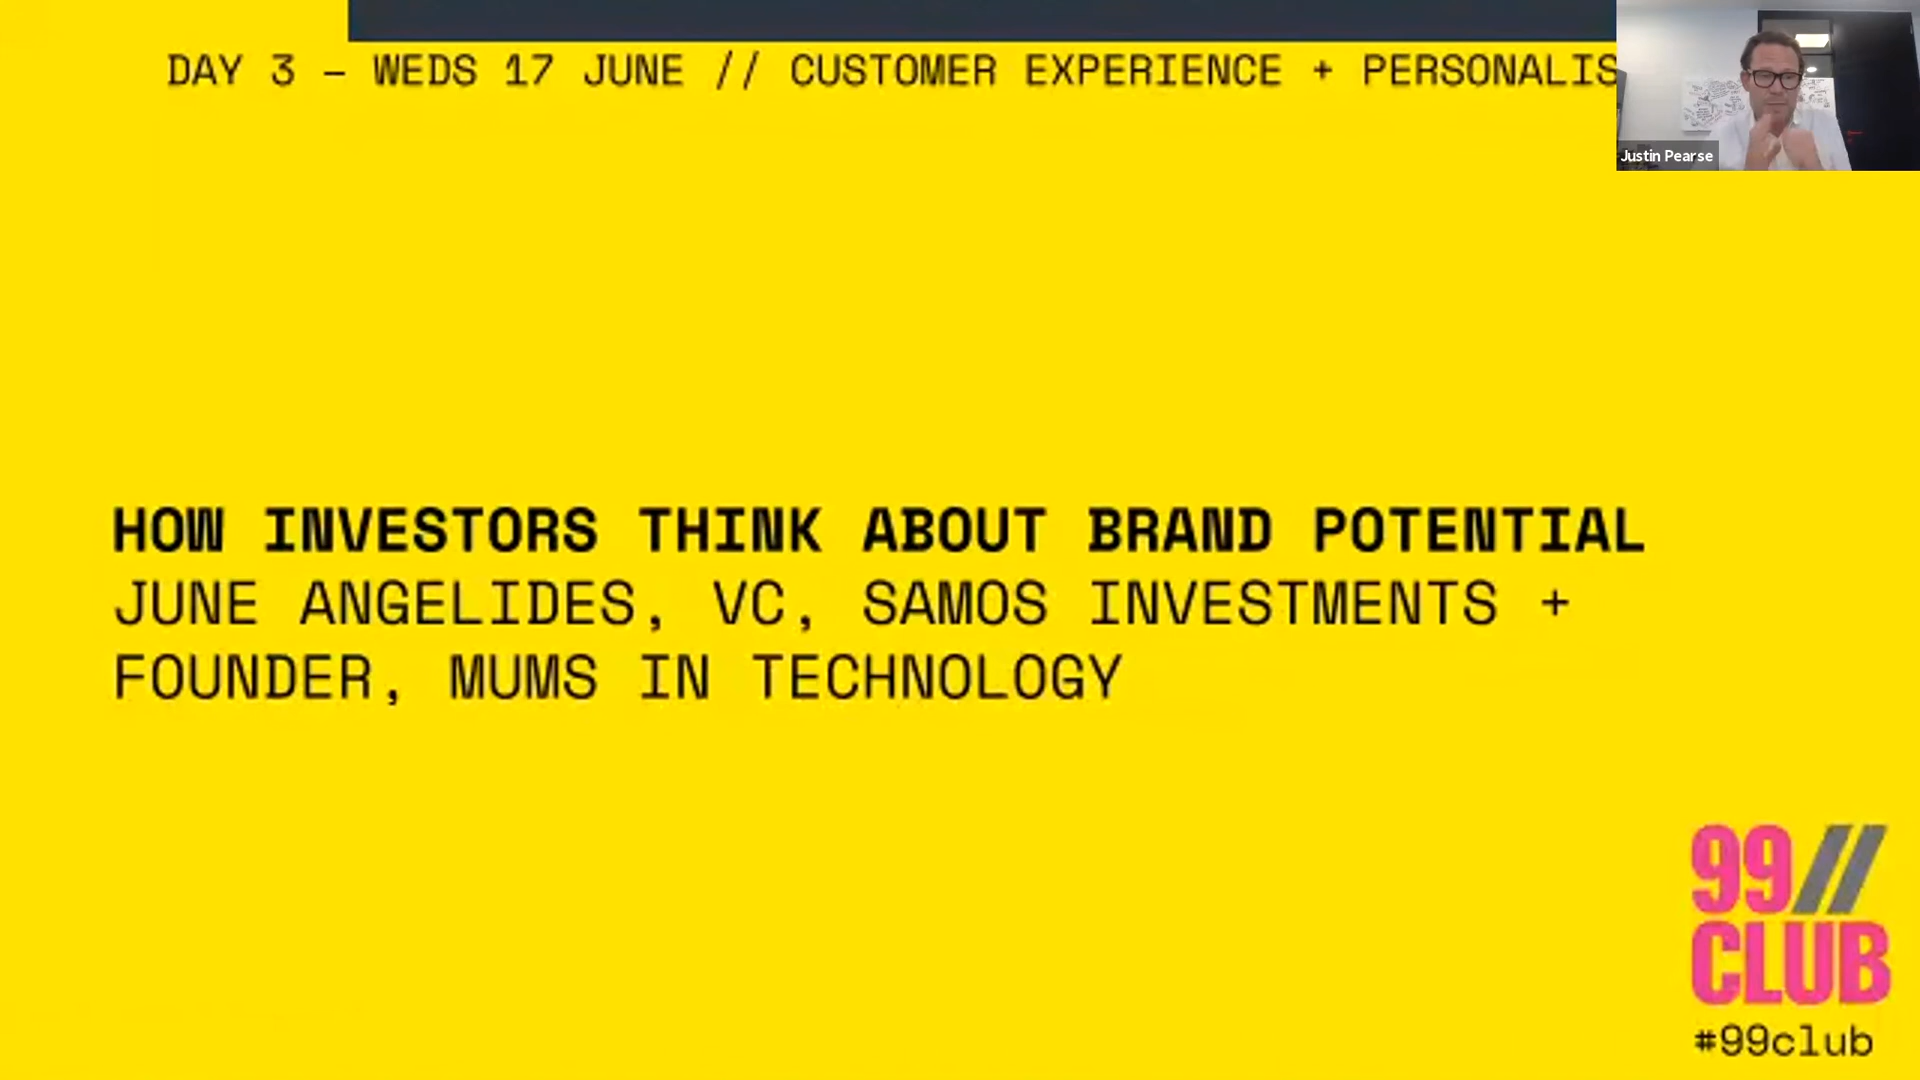 DAY 3 – WEDS 17 JUNE // CUSTOMER EXPERIENCE + PERSONALIS
Justin Pearse
HOW INVESTORS THINK ABOUT BRAND POTENTIAL
JUNE ANGELIDES, VC, SAMOS INVESTMENTS +
FOUNDER, MUMS IN TECHNOLOGY
99//
CLUB
#99club